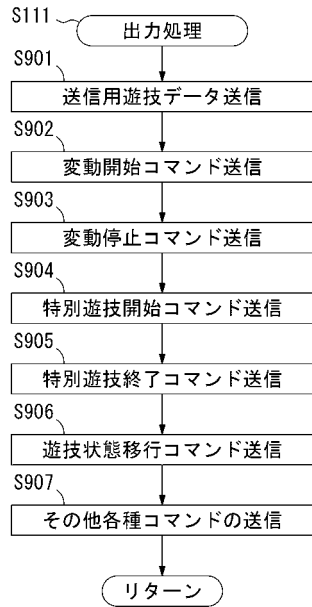 S111
出力処理
S901
送信用遊技データ送信
S902
変動開始コマンド送信
S903
変動停止コマンド送信
S904
特別遊技開始コマンド送信
S905
特別遊技終了コマンド送信
S906
遊技状態移行コマンド送信
S907
その他各種コマンドの送信
リターン